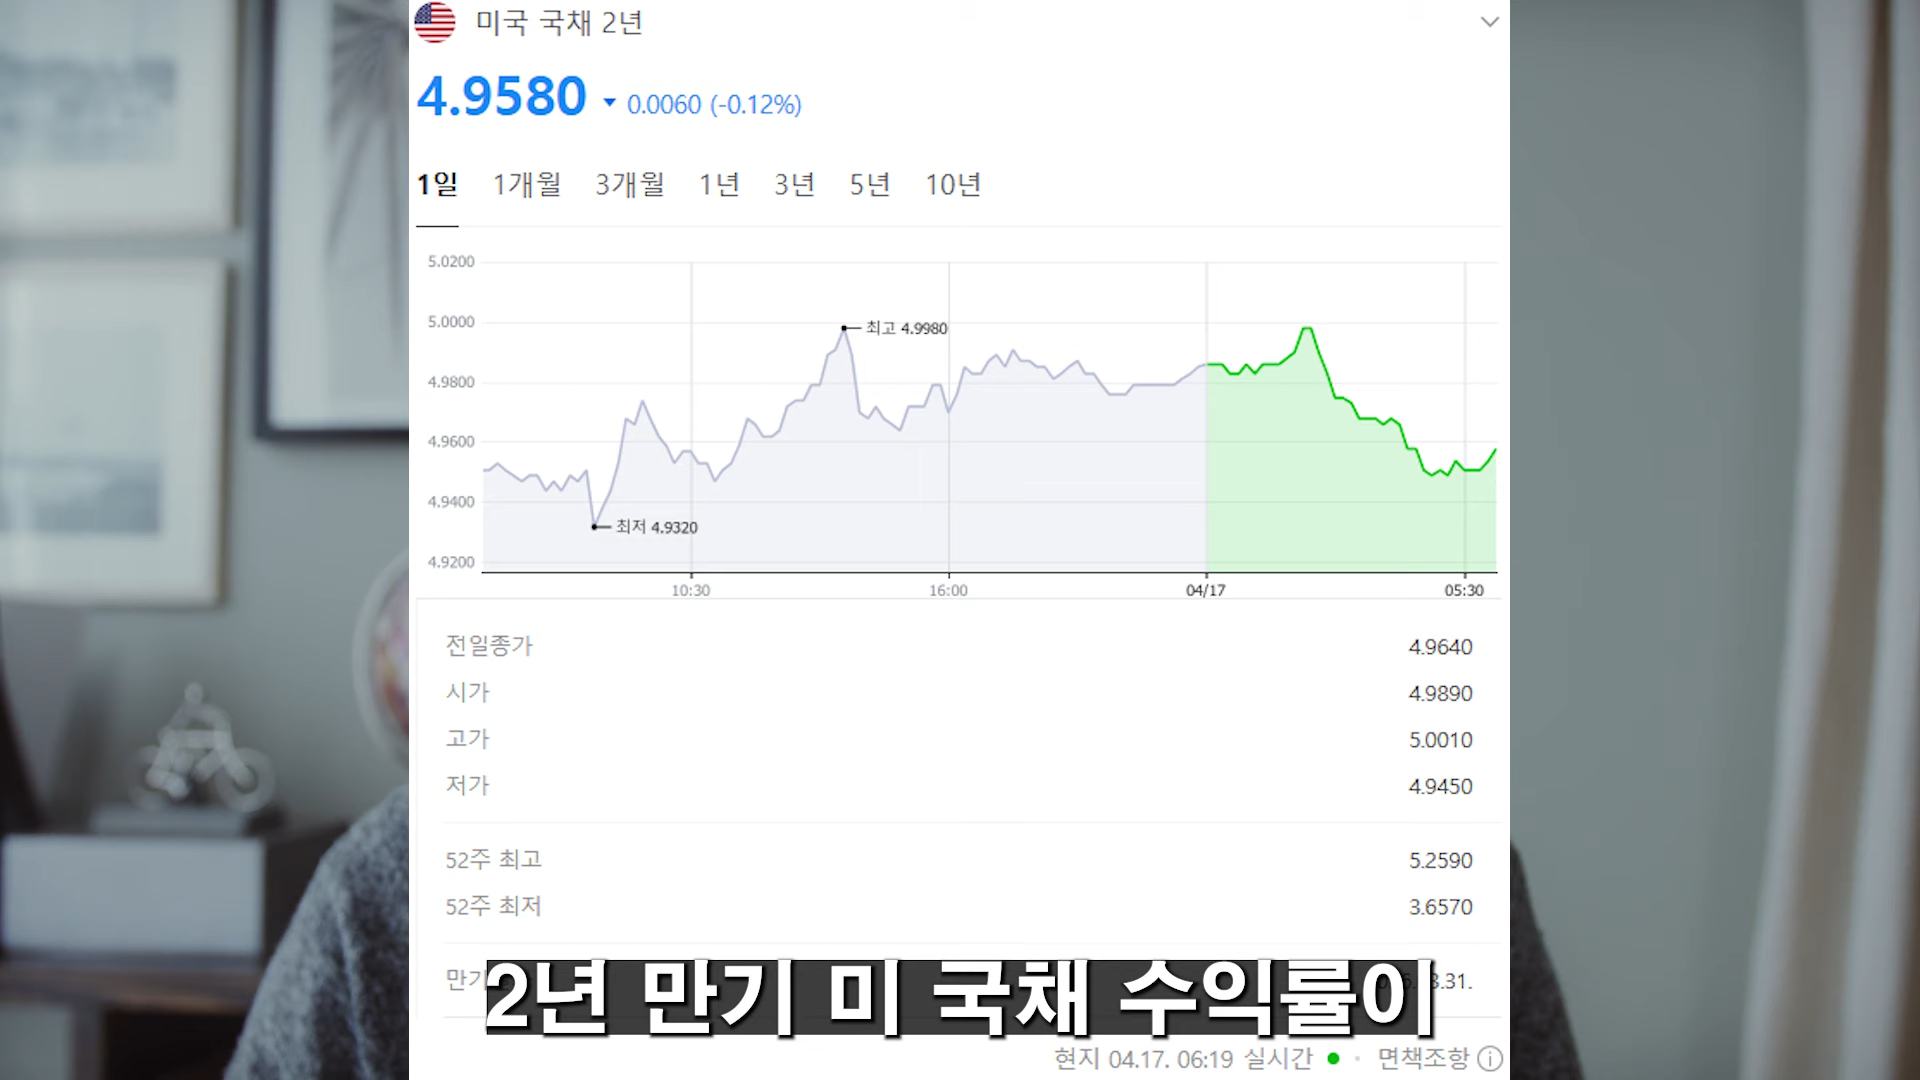 미국 국채 2년
4.9580 ▼ 0.0060 (-0.12%)
1일 1개월 3개월 1년 3년 5년 10년
5.0200
5.0000
최고 4.9980
4.9800
4.9600
4.9400
최저 4.9320
4.9200
10:30 16:00 04/17 05:30
전일종가 4.9640
시가 4.9890
고가 5.0010
저가 4.9450
52주 최고 5.2590
52주 최저 3.6570
2년 만기 미 국채 수익률이
현지 04.17. 06:19 실시간 면책조항